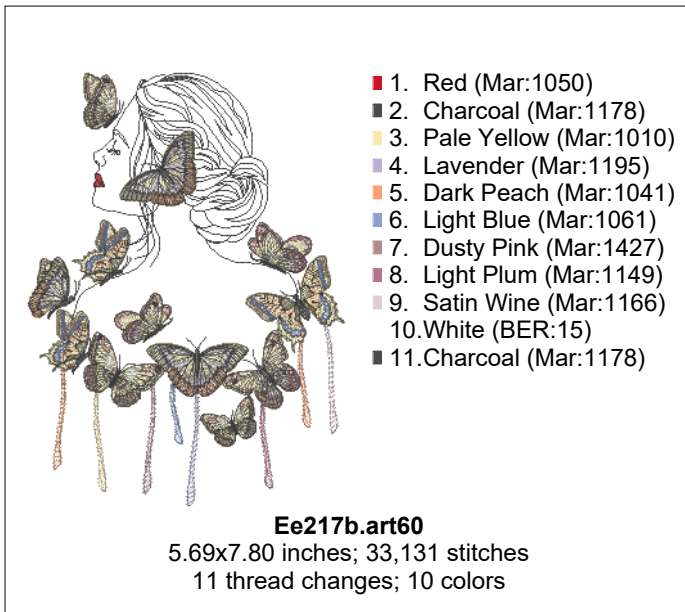 1. Red (Mar:1050)
2. Charcoal (Mar:1178)
3. Pale Yellow (Mar:1010)
4. Lavender (Mar:1195)
5. Dark Peach (Mar:1041)
6. Light Blue (Mar:1061)
7. Dusty Pink (Mar:1427)
8. Light Plum (Mar:1149)
9. Satin Wine (Mar:1166)
10.White (BER:15)
11.Charcoal (Mar:1178)
Ee217b.art60
5.69x7.80 inches; 33,131 stitches
11 thread changes; 10 colors